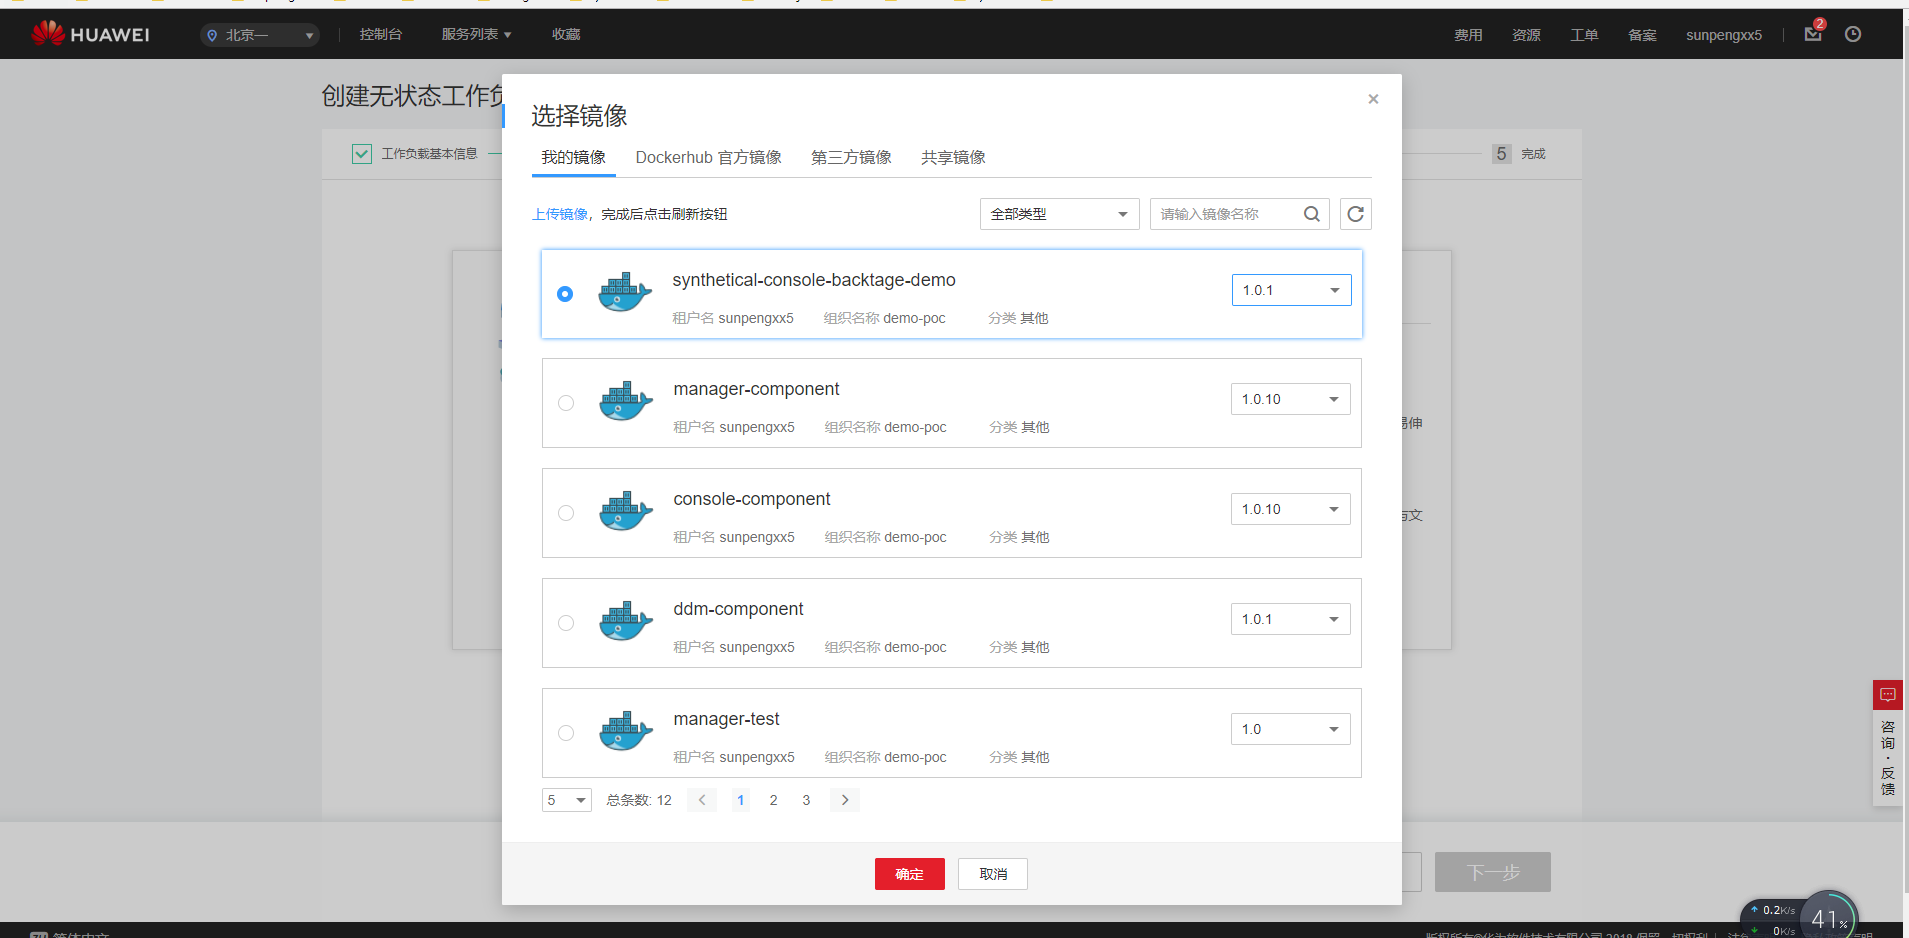 HUAWEI 北京一 控制台 服务列表 收藏 费用 资源 工单 备案 sunpengxx5 2
创建无状态工作负
工作负载基本信息
5 完成
选择镜像
我的镜像 Dockerhub 官方镜像 第三方镜像 共享镜像
上传镜像，完成后点击刷新按钮 全部类型 请输入镜像名称
synthetical-console-backtage-demo 1.0.1
租户名 sunpengxx5 组织名称 demo-poc 分类 其他
manager-component 1.0.10
租户名 sunpengxx5 组织名称 demo-poc 分类 其他
易伸
console-component 1.0.10
与文
租户名 sunpengxx5 组织名称 demo-poc 分类 其他
ddm-component 1.0.1
租户名 sunpengxx5 组织名称 demo-poc 分类 其他
manager-test 1.0
租户名 sunpengxx5 组织名称 demo-poc 分类 其他
5 总条数: 12 1 2 3
咨询·反馈
确定 取消
下一步
0.2K/s
0K/s
41%
简体中文